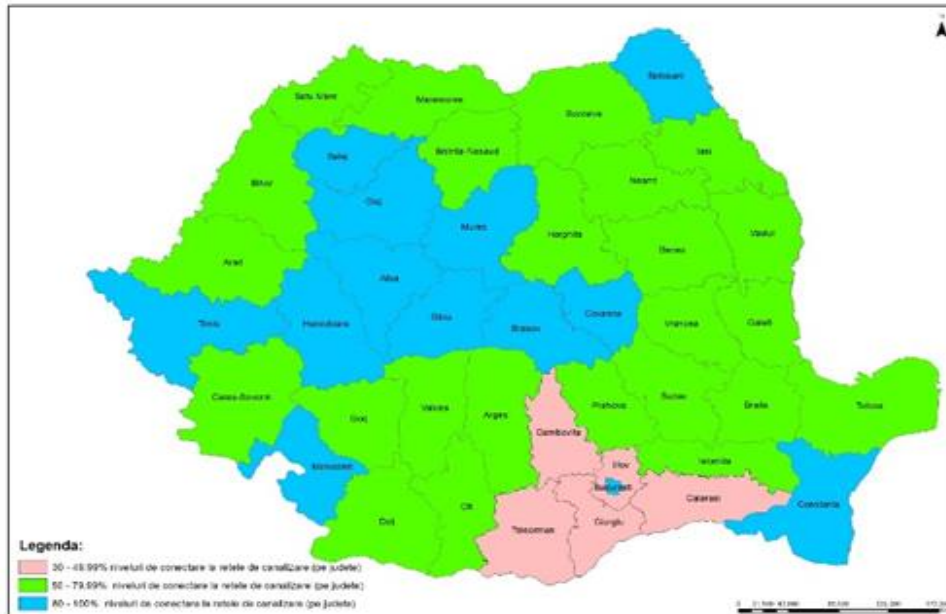 Botosani
Satu Mare
Maramures
Suceava
Iasi
Salaj
Bistrita-Nasaud
Neamt
Bihor
Cluj
Mures
Harghita
Bacau
Vaslui
Arad
Alba
Timis
Hunedoara
Sibiu
Brasov
Covasna
Vrancea
Galati
Caras-Severin
Gorj
Valcea
Arges
Prahova
Buzau
Braila
Tulcea
Dambovita
Mehedinti
Ilfov
Ialomita
Bucuresti
Calarasi
Constanta
Dolj
Olt
Teleorman
Giurgiu
Legenda:
30 - 49.99% niveluri de conectare la retele de canalizare (pe judete)
50 - 79.99% niveluri de conectare la retele de canalizare (pe judete)
80 - 100% niveluri de conectare la retele de canalizare (pe judete)